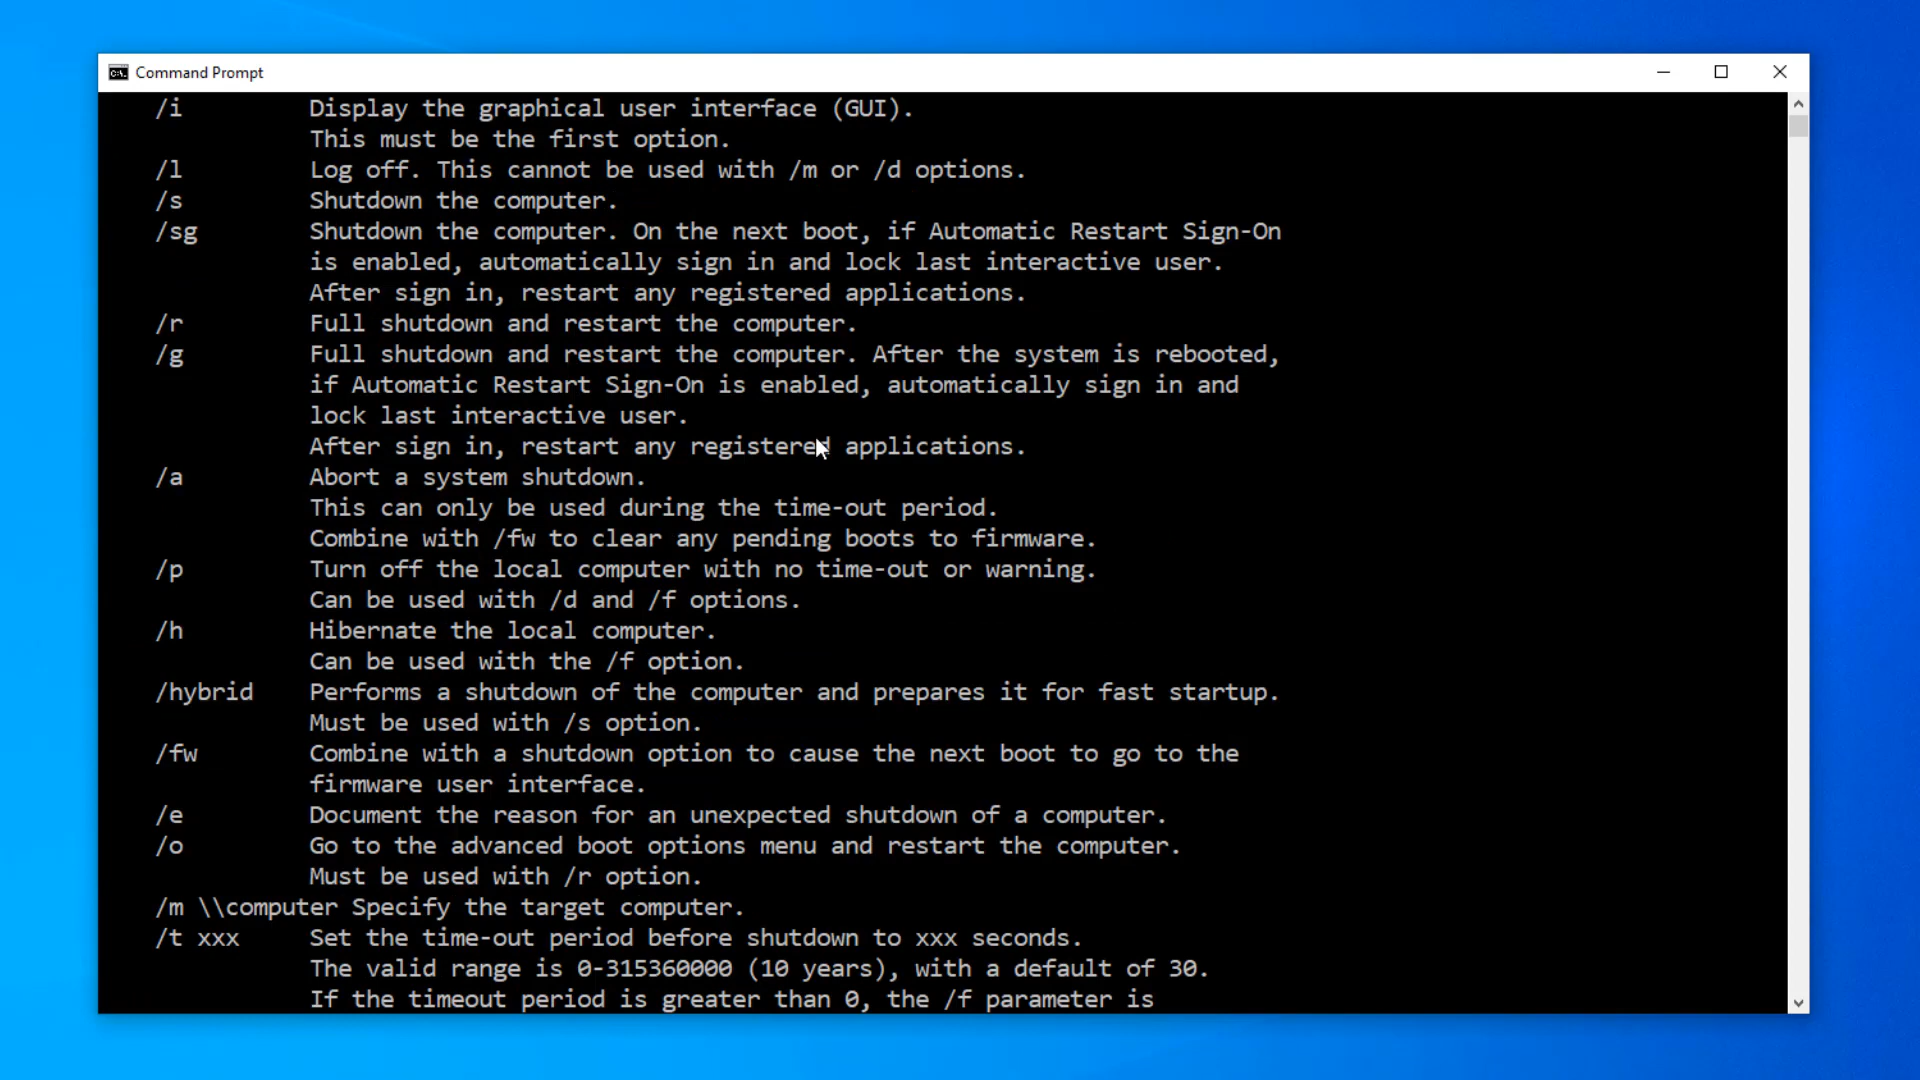 Command Prompt
/i Display the graphical user interface (GUI).
This must be the first option.
/l Log off. This cannot be used with /m or /d options.
/s Shutdown the computer.
/sg Shutdown the computer. On the next boot, if Automatic Restart Sign-On
is enabled, automatically sign in and lock last interactive user.
After sign in, restart any registered applications.
/r Full shutdown and restart the computer.
/g Full shutdown and restart the computer. After the system is rebooted,
if Automatic Restart Sign-On is enabled, automatically sign in and
lock last interactive user.
After sign in, restart any registered applications.
/a Abort a system shutdown.
This can only be used during the time-out period.
Combine with /fw to clear any pending boots to firmware.
/p Turn off the local computer with no time-out or warning.
Can be used with /d and /f options.
/h Hibernate the local computer.
Can be used with the /f option.
/hybrid Performs a shutdown of the computer and prepares it for fast startup.
Must be used with /s option.
/fw Combine with a shutdown option to cause the next boot to go to the
firmware user interface.
/e Document the reason for an unexpected shutdown of a computer.
/o Go to the advanced boot options menu and restart the computer.
Must be used with /r option.
/m \\computer Specify the target computer.
/t xxx Set the time-out period before shutdown to xxx seconds.
The valid range is 0-315360000 (10 years), with a default of 30.
If the timeout period is greater than 0, the /f parameter is